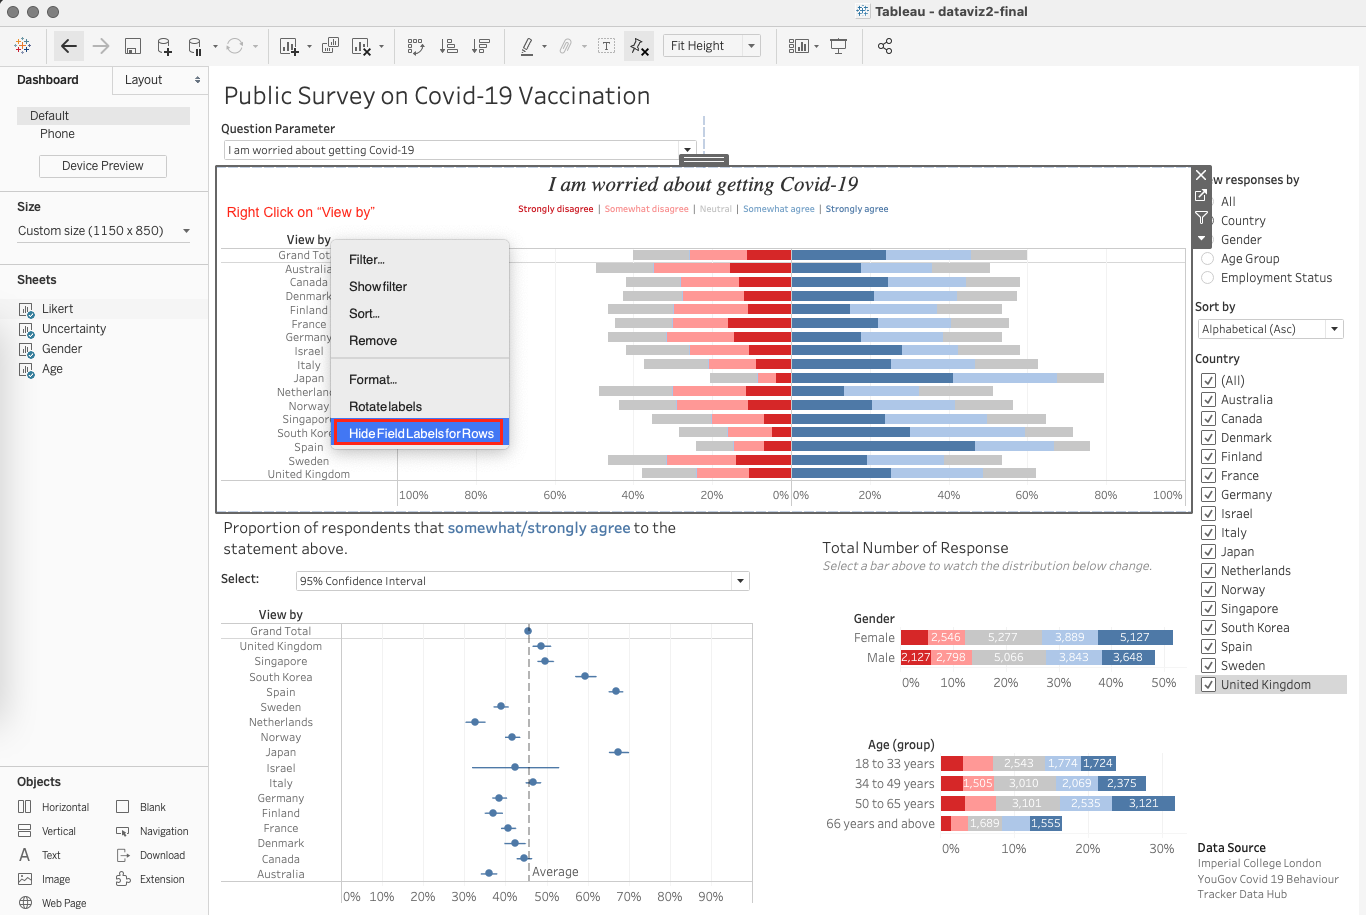 Tableau - dataviz2-final
Fit Height
Dashboard
Layout
Default
Phone
Device Preview
Size
Custom size (1150 x 850)
Sheets
Likert
Uncertainty
Gender
Age
Objects
Horizontal
Blank
Vertical
Navigation
Text
Download
Image
Extension
Web Page
Public Survey on Covid-19 Vaccination
Question Parameter
I am worried about getting Covid-19
I am worried about getting Covid-19
Right Click on “View by”
Strongly disagree | Somewhat disagree | Neutral | Somewhat agree | Strongly agree
View by
Grand Tot
Australia
Canada
Denmark
Finland
France
Germany
Israel
Italy
Japan
Netherlan
Norway
Singapor
South Kore
Spain
Sweden
United Kingdom
Filter...
Show filter
Sort...
Remove
Format...
Rotate labels
Hide Field Labels for Rows
100% 80% 60% 40% 20% 0% 0% 20% 40% 60% 80% 100%
w responses by
All
Country
Gender
Age Group
Employment Status
Sort by
Alphabetical (Asc)
Country
(All)
Australia
Canada
Denmark
Finland
France
Germany
Israel
Italy
Japan
Netherlands
Norway
Singapore
South Korea
Spain
Sweden
United Kingdom
Proportion of respondents that somewhat/strongly agree to the
statement above.
Select:
95% Confidence Interval
View by
Grand Total
United Kingdom
Singapore
South Korea
Spain
Sweden
Netherlands
Norway
Japan
Israel
Italy
Germany
Finland
France
Denmark
Canada
Australia
Average
0% 10% 20% 30% 40% 50% 60% 70% 80% 90%
Total Number of Response
Select a bar above to watch the distribution below change.
Gender
Female 2,546 5,277 3,889 5,127
Male 2,127 2,798 5,066 3,843 3,648
0% 10% 20% 30% 40% 50%
Age (group)
18 to 33 years 2,543 1,774 1,724
34 to 49 years 1,505 3,010 2,069 2,375
50 to 65 years 3,101 2,535 3,121
66 years and above 1,689 1,555
0% 10% 20% 30%
Data Source
Imperial College London
YouGov Covid 19 Behaviour
Tracker Data Hub